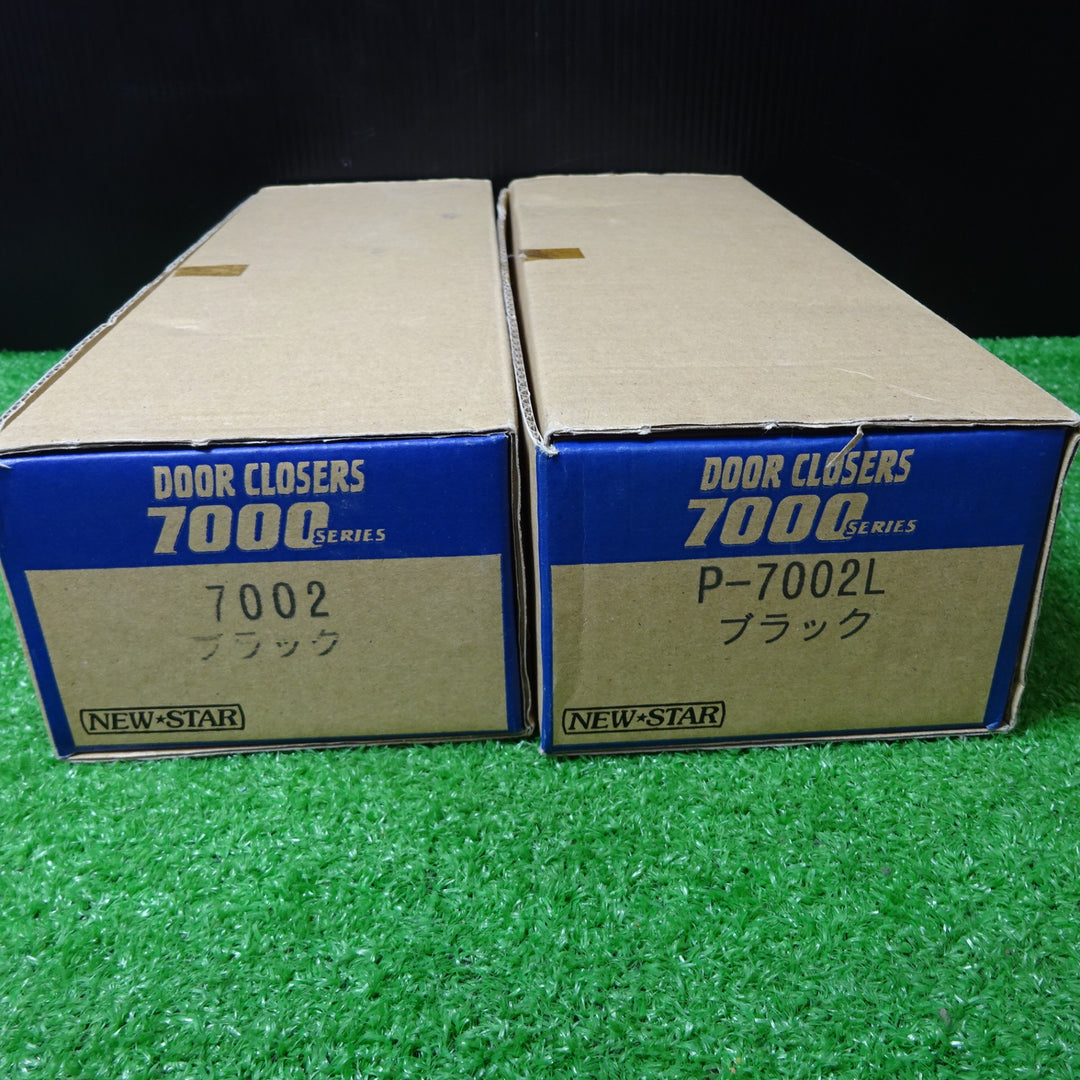 DOOR CLOSERS
7000 SERIES
7002
ブラック
NEW★STAR
DOOR CLOSERS
7000 SERIES
P-7002L
ブラック
NEW★STAR